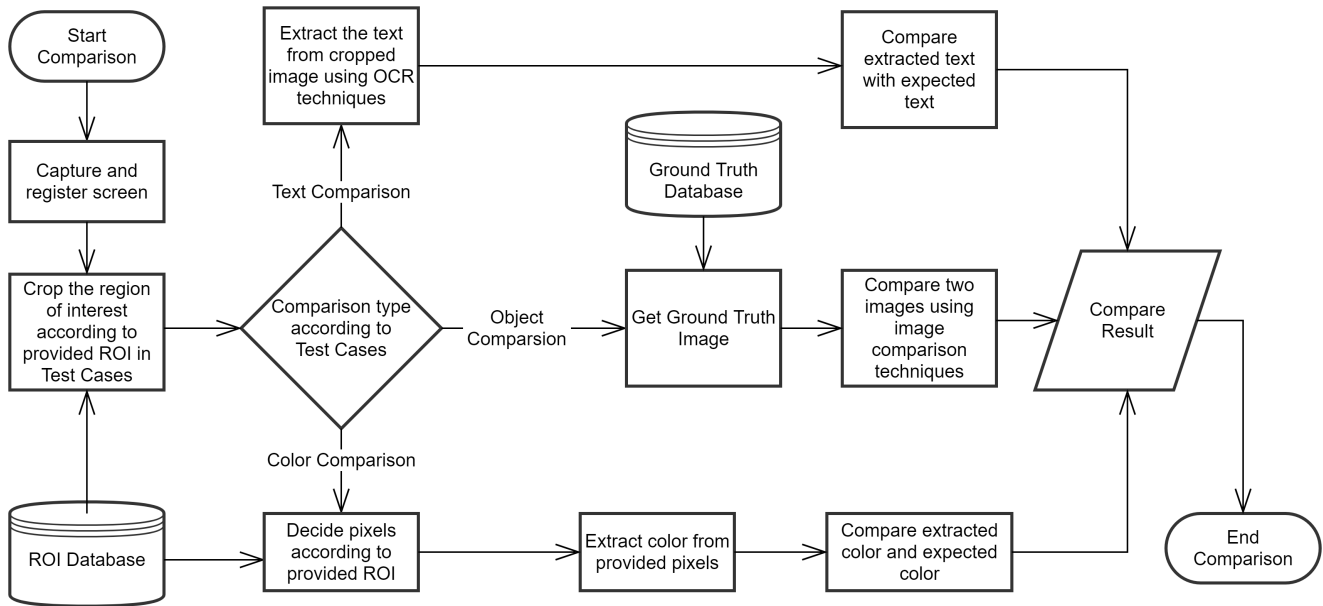 Start
Comparison
Capture and
register screen
Crop the region
of interest
according to
provided ROI in
Test Cases
ROI Database
Extract the text
from cropped
image using OCR
techniques
Text Comparison
Comparison type
according to
Test Cases
Color Comparison
Decide pixels
according to
provided ROI
Object
Comparsion
Ground Truth
Database
Get Ground Truth
Image
Extract color from
provided pixels
Compare
extracted text
with expected
text
Compare two
images using
image
comparison
techniques
Compare extracted
color and expected
color
Compare
Result
End
Comparison